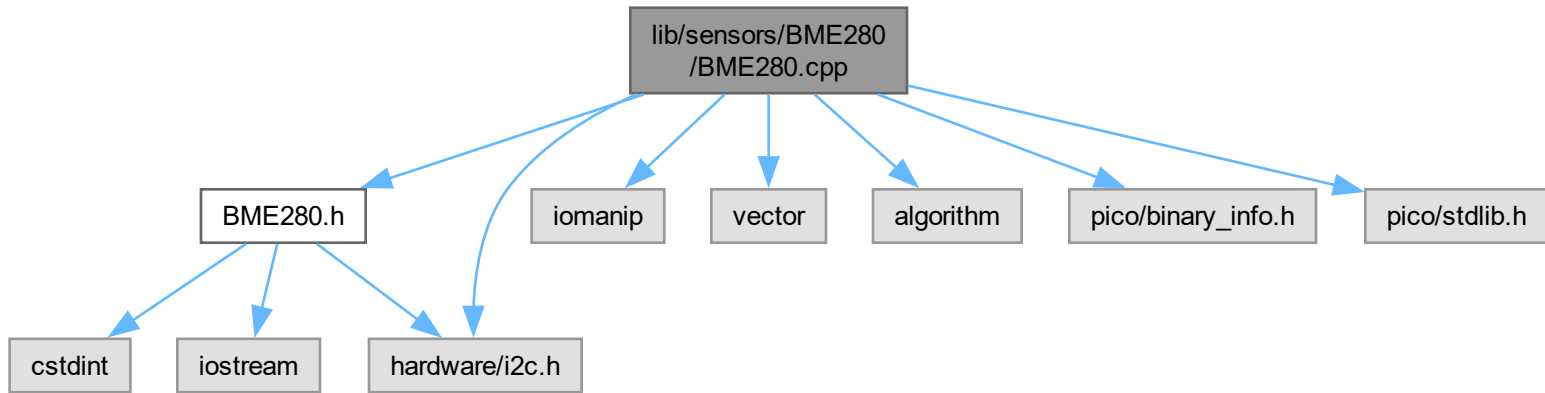 lib/sensors/BME280
/BME280.cpp
BME280.h
iomanip
vector
algorithm
pico/binary_info.h
pico/stdlib.h
cstdint
iostream
hardware/i2c.h